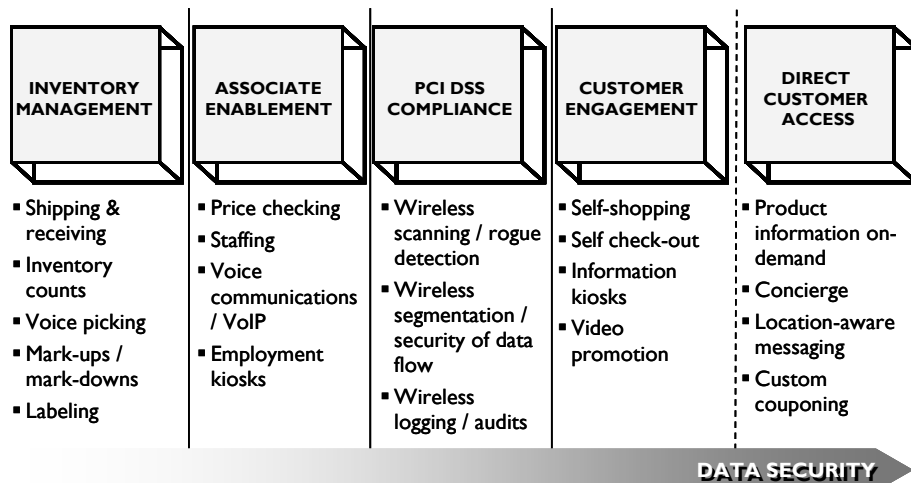 INVENTORY
MANAGEMENT
▪ Shipping &
receiving
▪ Inventory
counts
▪ Voice picking
▪ Mark-ups /
mark-downs
▪ Labeling
ASSOCIATE
ENABLEMENT
▪ Price checking
▪ Staffing
▪ Voice
communications
/ VoIP
▪ Employment
kiosks
PCI DSS
COMPLIANCE
▪ Wireless
scanning / rogue
detection
▪ Wireless
segmentation /
security of data
flow
▪ Wireless
logging / audits
CUSTOMER
ENGAGEMENT
▪ Self-shopping
▪ Self check-out
▪ Information
kiosks
▪ Video
promotion
DIRECT
CUSTOMER
ACCESS
▪ Product
information on-
demand
▪ Concierge
▪ Location-aware
messaging
▪ Custom
couponing
DATA SECURITY